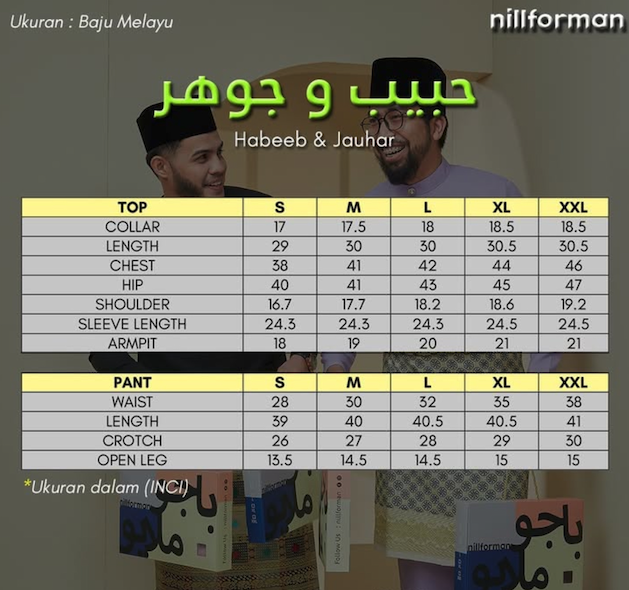 Ukuran : Baju Melayu
nillforman
حبيب و جوهر
Habeeb & Jauhar
TOP S M L XL XXL
COLLAR 17 17.5 18 18.5 18.5
LENGTH 29 30 30 30.5 30.5
CHEST 38 41 42 44 46
HIP 40 41 43 45 47
SHOULDER 16.7 17.7 18.2 18.6 19.2
SLEEVE LENGTH 24.3 24.3 24.3 24.5 24.5
ARMPIT 18 19 20 21 21
PANT S M L XL XXL
WAIST 28 30 32 35 38
LENGTH 39 40 40.5 40.5 41
CROTCH 26 27 28 29 30
OPEN LEG 13.5 14.5 14.5 15 15
*Ukuran dalam (INCI)
باجو
ملايو
Follow Us : nillforman
باجو
nillforman
ملايو